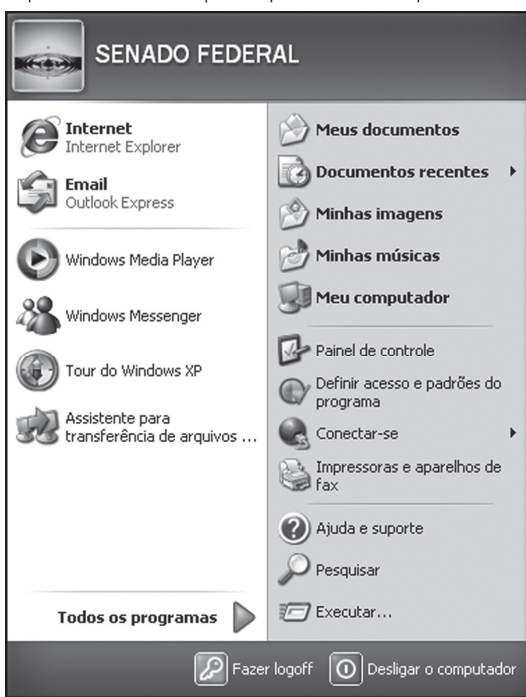 SENADO FEDERAL
Internet
Internet Explorer
Email
Outlook Express
Windows Media Player
Windows Messenger
Tour do Windows XP
Assistente para
transferência de arquivos ...
Todos os programas
Meus documentos
Documentos recentes
Minhas imagens
Minhas músicas
Meu computador
Painel de controle
Definir acesso e padrões do
programa
Conectar-se
Impressoras e aparelhos de
fax
Ajuda e suporte
Pesquisar
Executar...
Fazer logoff
Desligar o computador